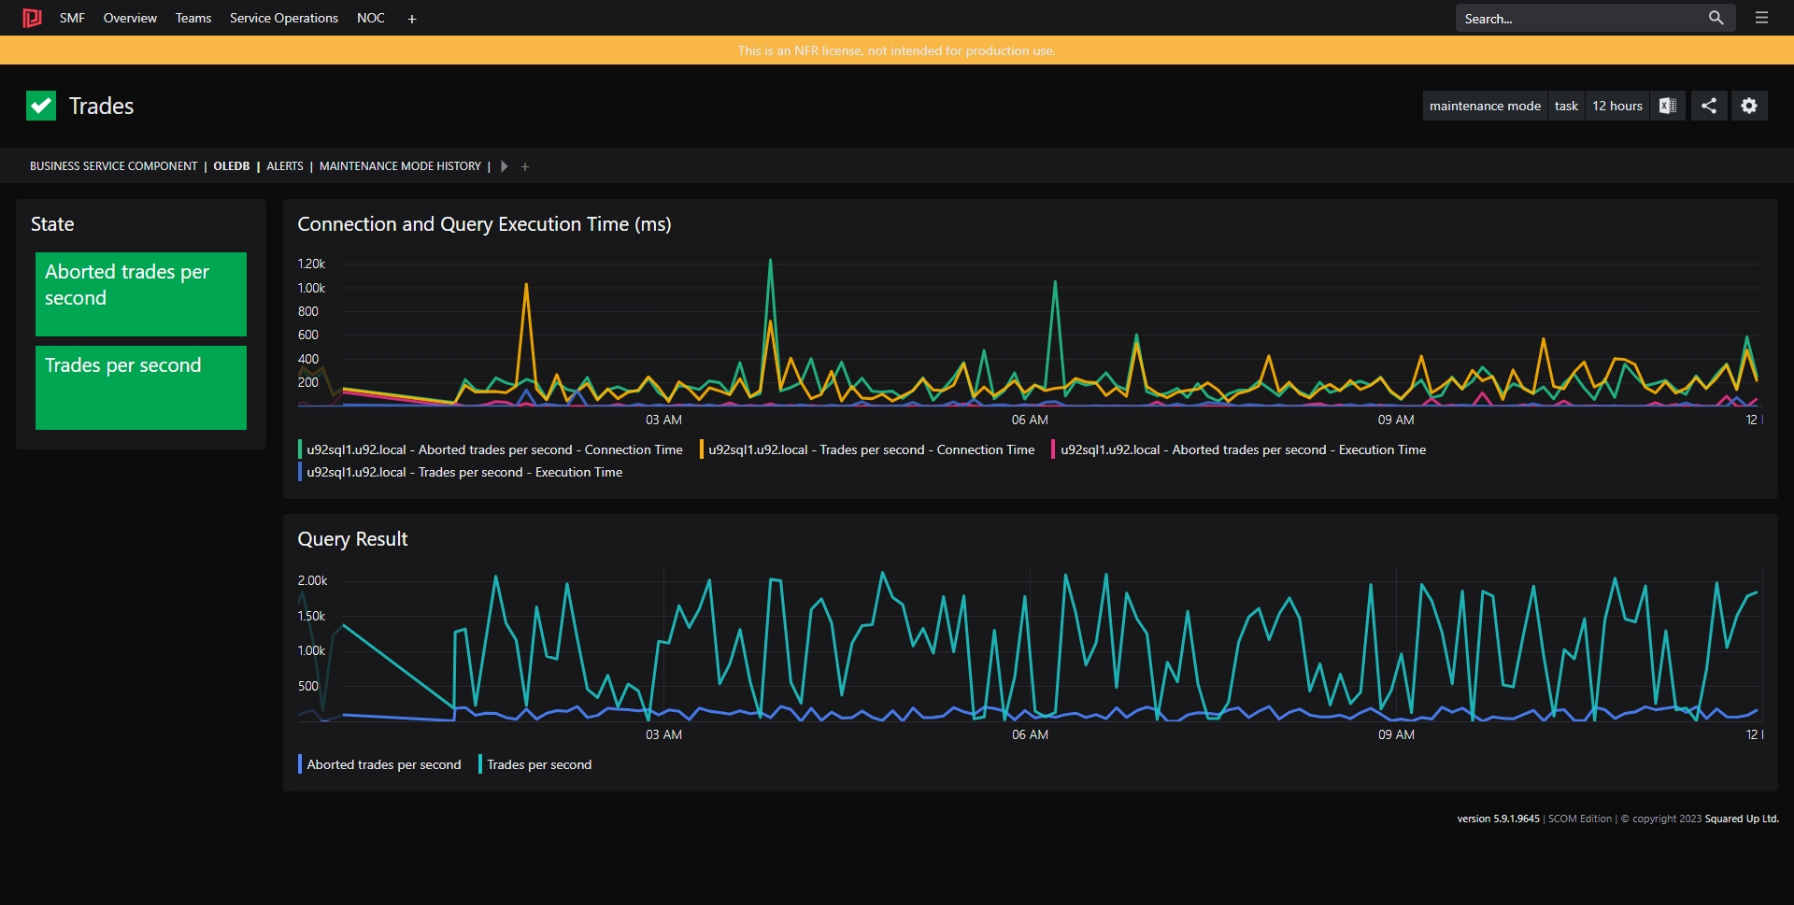 SMF Overview Teams Service Operations NOC +
Search...
This is an NFR license, not intended for production use.
Trades
maintenance mode task 12 hours
BUSINESS SERVICE COMPONENT | OLEDB | ALERTS | MAINTENANCE MODE HISTORY | +
State
Aborted trades per
second
Trades per second
Connection and Query Execution Time (ms)
1.20k
1.00k
800
600
400
200
03 AM 06 AM 09 AM 12
u92sql1.u92.local - Aborted trades per second - Connection Time u92sql1.u92.local - Trades per second - Connection Time u92sql1.u92.local - Aborted trades per second - Execution Time
u92sql1.u92.local - Trades per second - Execution Time
Query Result
2.00k
1.50k
1.00k
500
03 AM 06 AM 09 AM 12
Aborted trades per second Trades per second
version 5.9.1.9645 | SCOM Edition | © copyright 2023 Squared Up Ltd.